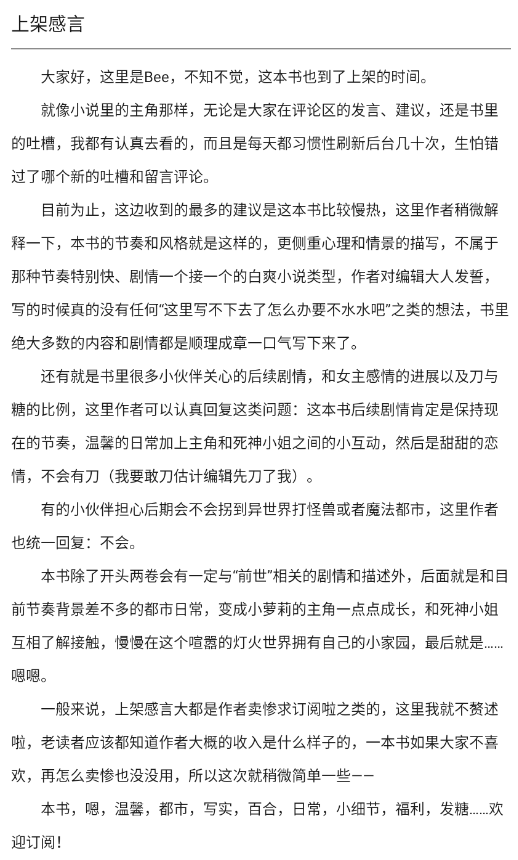 上架感言
大家好，这里是Bee，不知不觉，这本书也到了上架的时间。
就像小说里的主角那样，无论是大家在评论区的发言、建议，还是书里
的吐槽，我都有认真去看的，而且是每天都习惯性刷新后台几十次，生怕错
过了哪个新的吐槽和留言评论。
目前为止，这边收到的最多的建议是这本书比较慢热，这里作者稍微解
释一下，本书的节奏和风格就是这样的，更侧重心理和情景的描写，不属于
那种节奏特别快、剧情一个接一个的白爽小说类型，作者对编辑大人发誓，
写的时候真的没有任何“这里写不下去了怎么办要不水水吧”之类的想法，书里
绝大多数的内容和剧情都是顺理成章一口气写下来了。
还有就是书里很多小伙伴关心的后续剧情，和女主感情的进展以及刀与
糖的比例，这里作者可以认真回复这类问题：这本书后续剧情肯定是保持现
在的节奏，温馨的日常加上主角和死神小姐之间的小互动，然后是甜甜的恋
情，不会有刀（我要敢刀估计编辑先刀了我）。
有的小伙伴担心后期会不会拐到异世界打怪兽或者魔法都市，这里作者
也统一回复：不会。
本书除了开头两卷会有一定与“前世”相关的剧情和描述外，后面就是和目
前节奏背景差不多的都市日常，变成小萝莉的主角一点点成长，和死神小姐
互相了解接触，慢慢在这个喧嚣的灯火世界拥有自己的小家园，最后就是……
嗯嗯。
一般来说，上架感言大都是作者卖惨求订阅啦之类的，这里我就不赘述
啦，老读者应该都知道作者大概的收入是什么样子的，一本书如果大家不喜
欢，再怎么卖惨也没没用，所以这次就稍微简单一些——
本书，嗯，温馨，都市，写实，百合，日常，小细节，福利，发糖……欢
迎订阅！